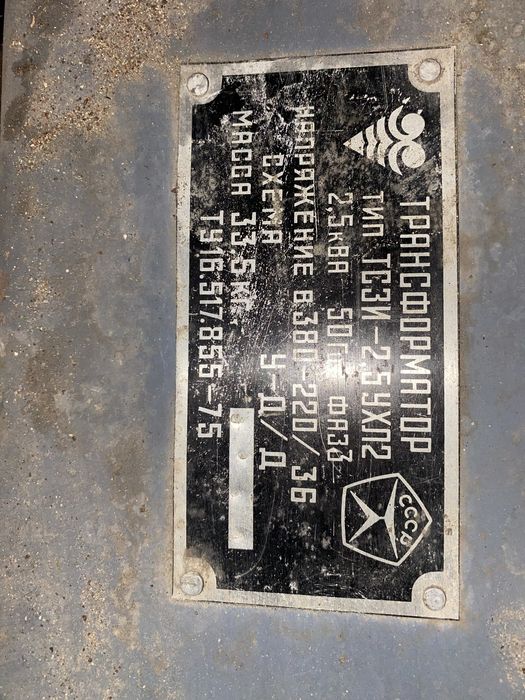 ТРАНСФОРМАТОР
ТИП ТСЗИ-2,5УХЛ2
2,5кВА 50Гц ФАЗ3
НАПРЯЖЕНИЕ В380-220/36
СХЕМА У-Д/Д
МАССА 33,5КГ
ТУ16.517.855-75
СССР